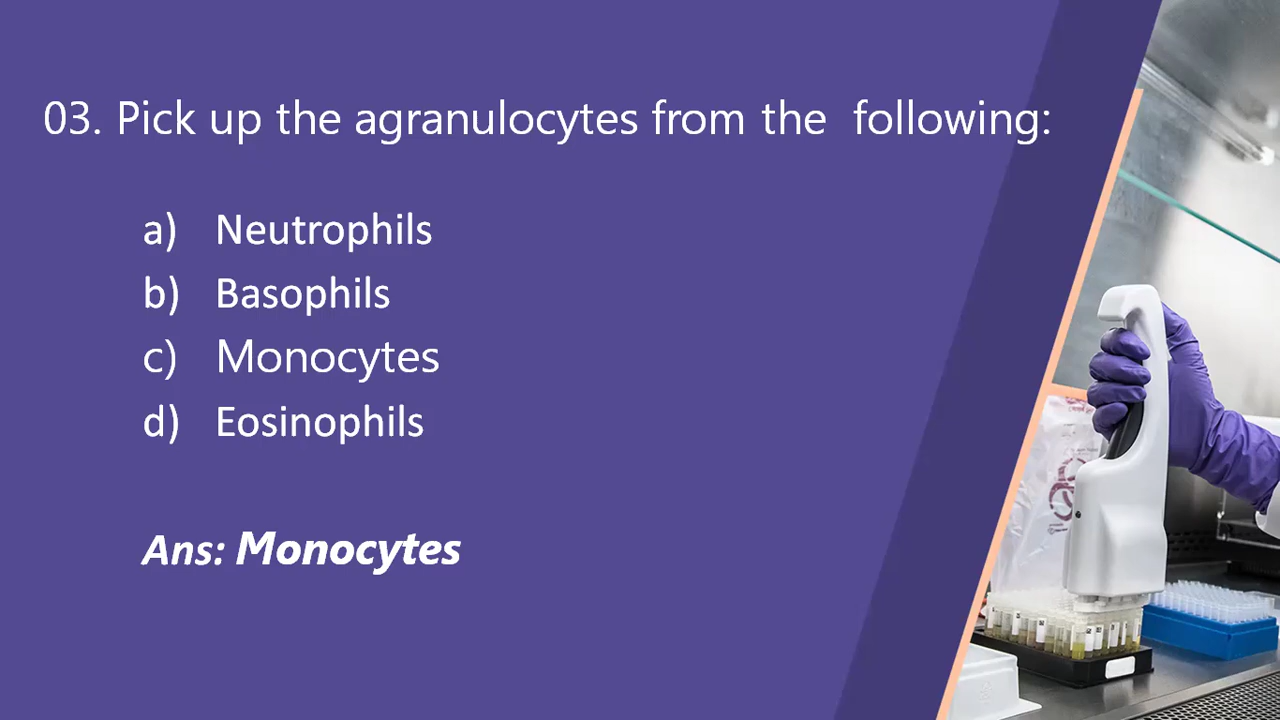 03. Pick up the agranulocytes from the following:
a) Neutrophils
b) Basophils
c) Monocytes
d) Eosinophils
Ans: Monocytes